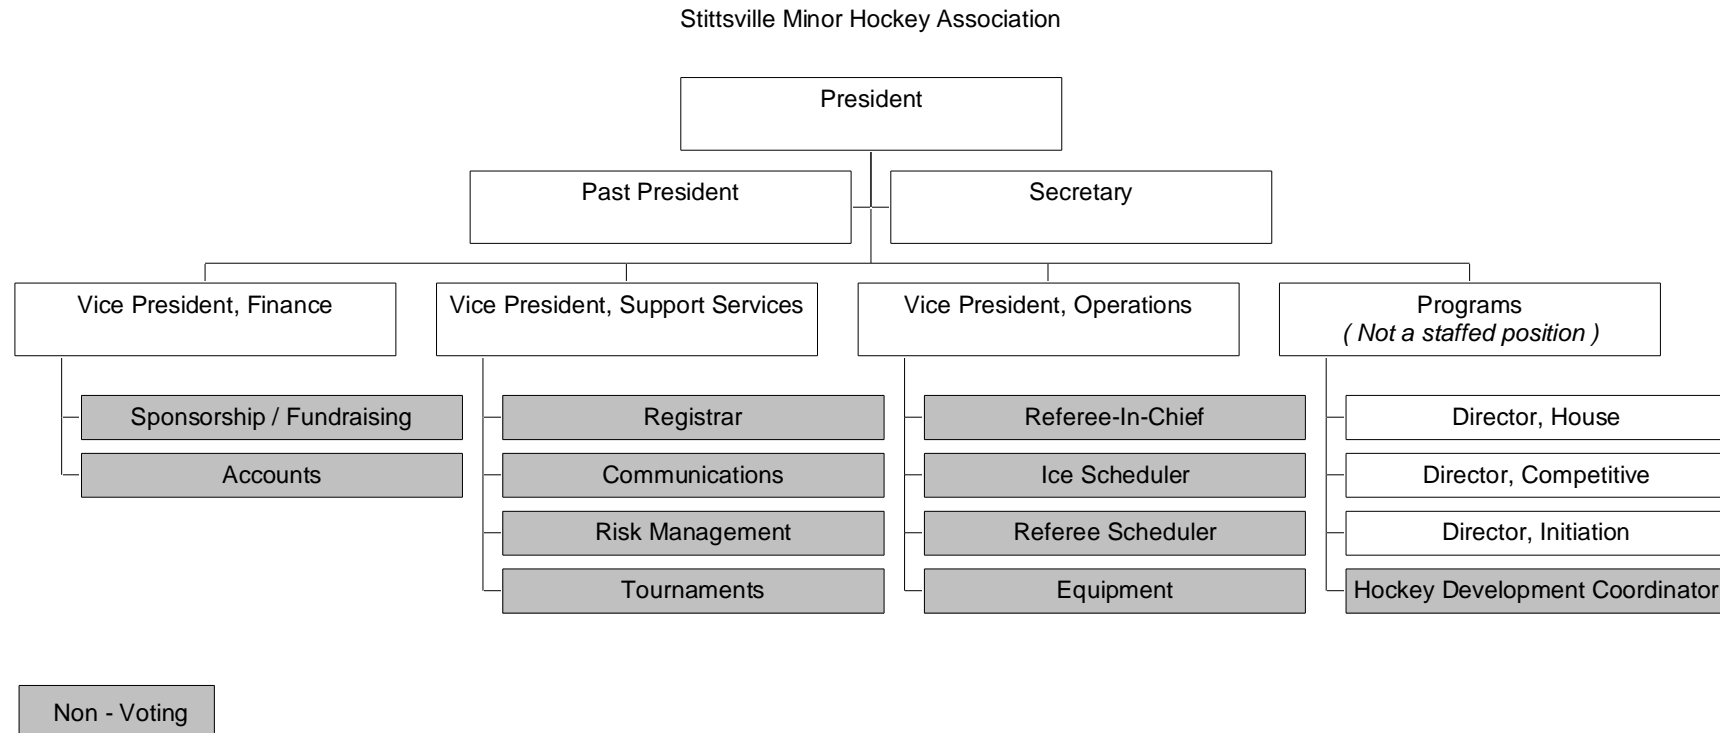 Stittsville Minor Hockey Association
President
Past President
Secretary
Vice President, Finance
Vice President, Support Services
Vice President, Operations
Programs
( Not a staffed position )
Sponsorship / Fundraising
Accounts
Registrar
Communications
Risk Management
Tournaments
Referee-In-Chief
Ice Scheduler
Referee Scheduler
Equipment
Director, House
Director, Competitive
Director, Initiation
Hockey Development Coordinator
Non - Voting